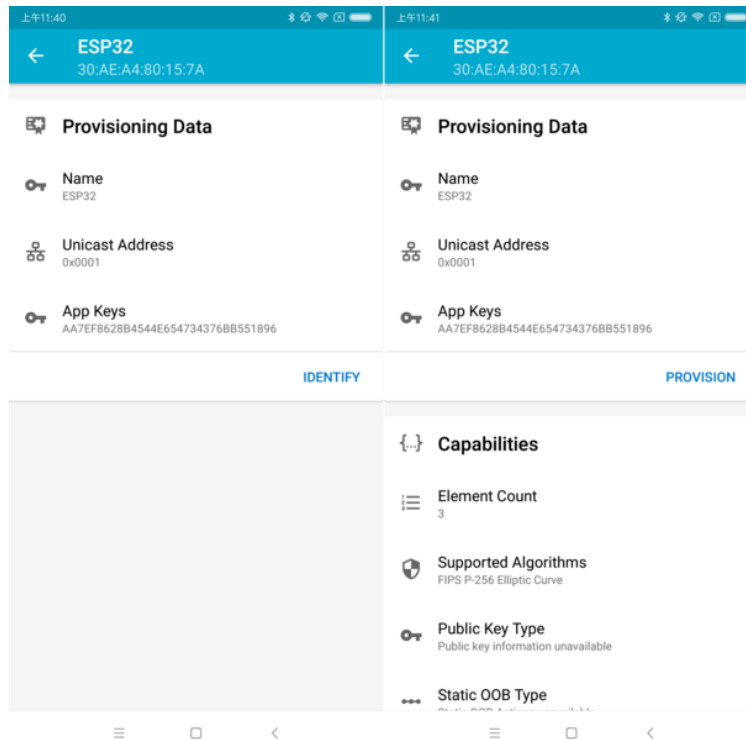 上午11:40
ESP32
30:AE:A4:80:15:7A
Provisioning Data
Name
ESP32
Unicast Address
0x0001
App Keys
AA7EF8628B4544E654734376BB551896
IDENTIFY
上午11:41
ESP32
30:AE:A4:80:15:7A
Provisioning Data
Name
ESP32
Unicast Address
0x0001
App Keys
AA7EF8628B4544E654734376BB551896
PROVISION
{...} Capabilities
Element Count
3
Supported Algorithms
FIPS P-256 Elliptic Curve
Public Key Type
Public key information unavailable
Static OOB Type